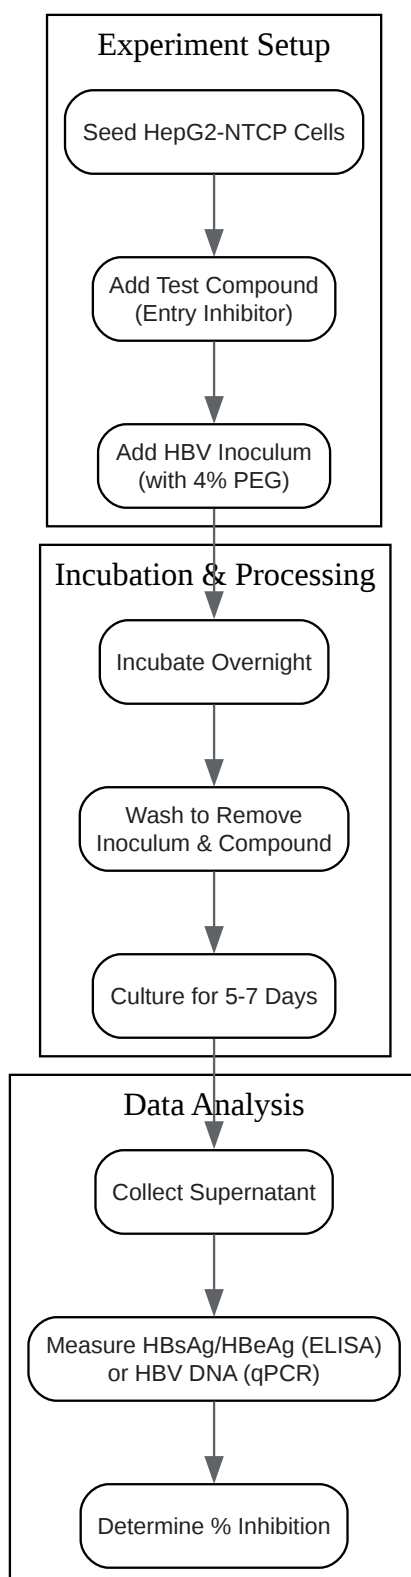 Experiment Setup
Seed HepG2-NTCP Cells
Add Test Compound
(Entry Inhibitor)
Add HBV Inoculum
(with 4% PEG)
Incubation & Processing
Incubate Overnight
Wash to Remove
Inoculum & Compound
Culture for 5-7 Days
Data Analysis
Collect Supernatant
Measure HBsAg/HBeAg (ELISA)
or HBV DNA (qPCR)
Determine % Inhibition